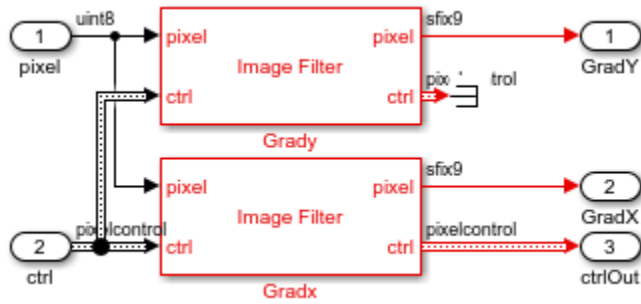 uint8
1
pixel
pixel
Image Filter
ctrl
pixel
ctrl
Grady
sfix9
1
GradY
2
ctrl
pixelcontrol
pixel
Image Filter
ctrl
pixel
ctrl
Gradx
sfix9
pixelcontrol
2
GradX
3
ctrlOut